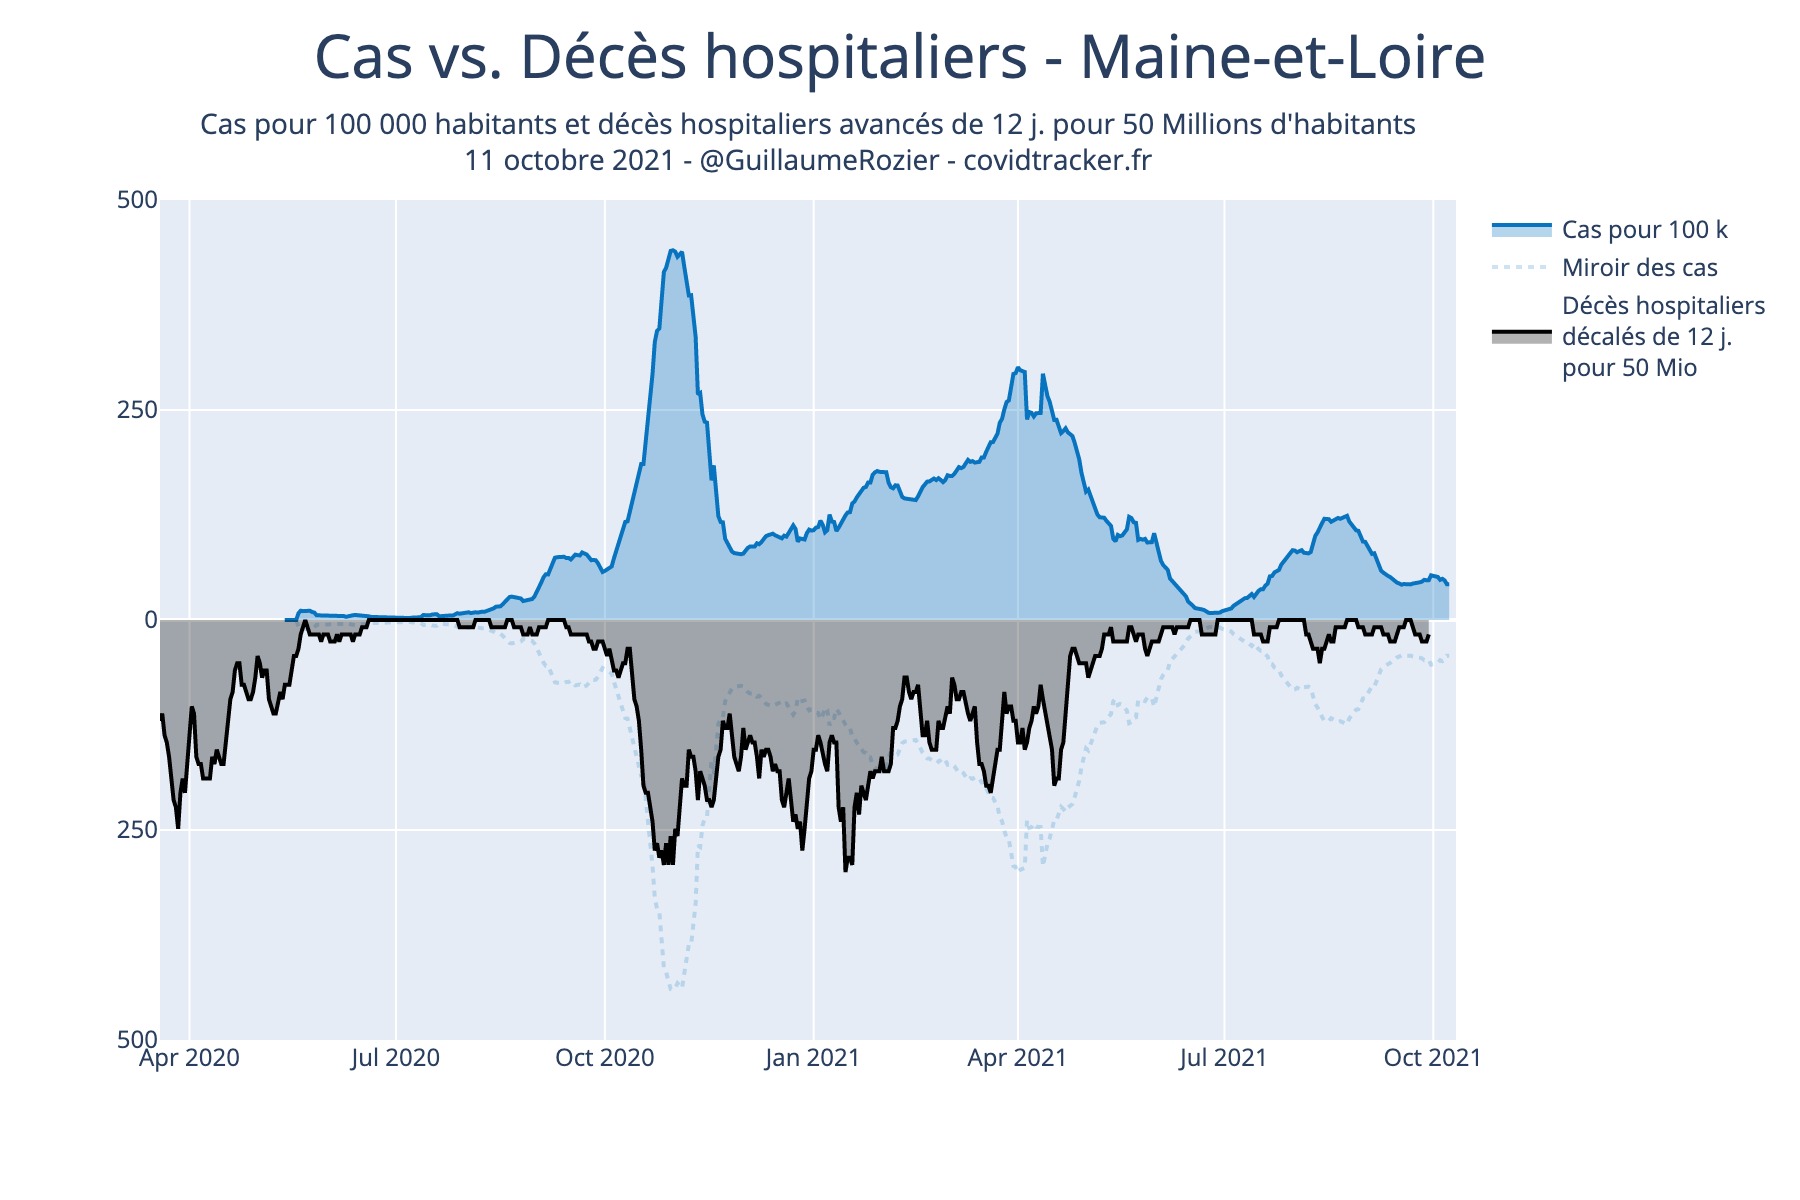 Cas vs. Décès hospitaliers - Maine-et-Loire
Cas pour 100 000 habitants et décès hospitaliers avancés de 12 j. pour 50 Millions d'habitants
11 octobre 2021 - @GuillaumeRozier - covidtracker.fr
500
250
0
250
500
Apr 2020
Jul 2020
Oct 2020
Jan 2021
Apr 2021
Jul 2021
Oct 2021
Cas pour 100 k
Miroir des cas
Décès hospitaliers
décalés de 12 j.
pour 50 Mio